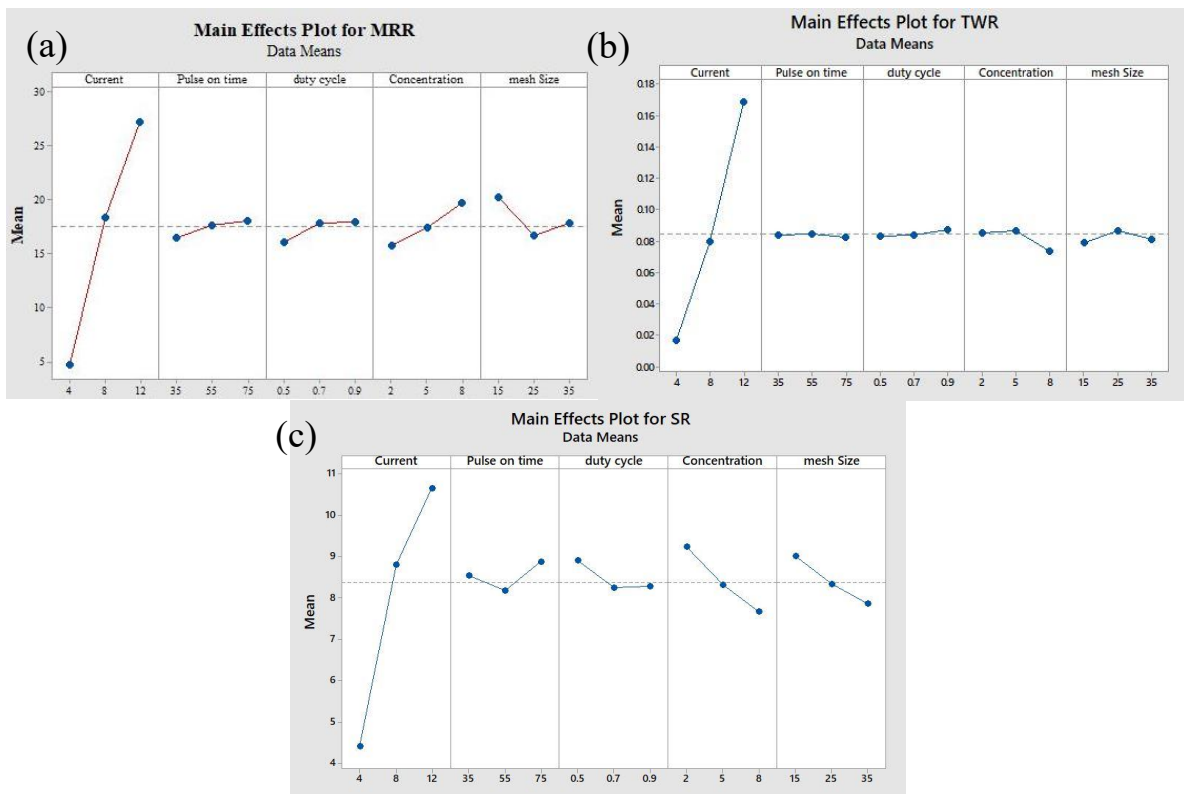 (a)
Main Effects Plot for MRR
Data Means
Current Pulse on time duty cycle Concentration mesh Size
30
25
20
15
10
5
Mean
4 8 12 35 55 75 0.5 0.7 0.9 2 5 8 15 25 35
(b)
Main Effects Plot for TWR
Data Means
Current Pulse on time duty cycle Concentration mesh Size
0.18
0.16
0.14
0.12
0.10
0.08
0.06
0.04
0.02
0.00
Mean
4 8 12 35 55 75 0.5 0.7 0.9 2 5 8 15 25 35
(c)
Main Effects Plot for SR
Data Means
Current Pulse on time duty cycle Concentration mesh Size
11
10
9
8
7
6
5
4
Mean
4 8 12 35 55 75 0.5 0.7 0.9 2 5 8 15 25 35